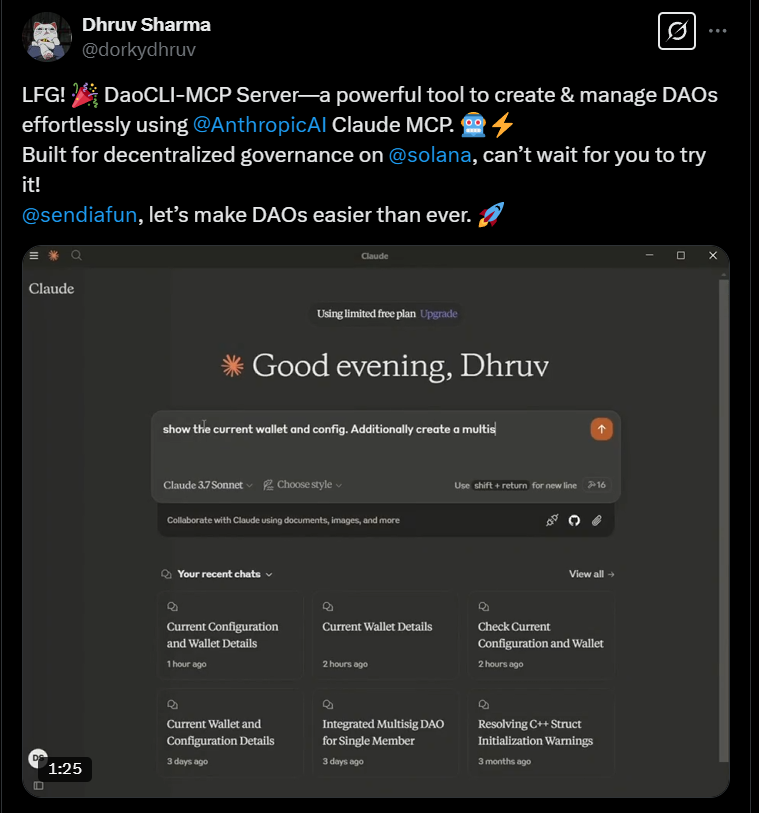 Dhruv Sharma
@dorkydhruv
LFG! 🎉 DaoCLI-MCP Server—a powerful tool to create & manage DAOs
effortlessly using @AnthropicAI Claude MCP. 🤖⚡
Built for decentralized governance on @solana, can’t wait for you to try
it!
@sendiafun, let’s make DAOs easier than ever. 🚀
Claude
Claude
Using limited free plan Upgrade
Good evening, Dhruv
show the current wallet and config. Additionally create a multis
Claude 3.7 Sonnet Choose style Use shift + return for new line 16
Collaborate with Claude using documents, images, and more
Your recent chats View all →
Current Configuration
and Wallet Details
1 hour ago
Current Wallet Details
2 hours ago
Check Current
Configuration and Wallet
2 hours ago
Current Wallet and
Configuration Details
3 days ago
Integrated Multisig DAO
for Single Member
3 days ago
Resolving C++ Struct
Initialization Warnings
3 months ago
1:25